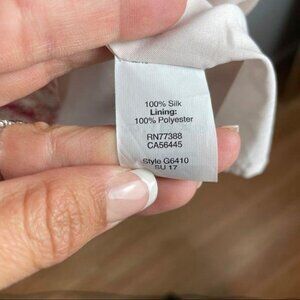 100% Silk
Lining:
100% Polyester
RN77388
CA56445
Style G6410
SU 17